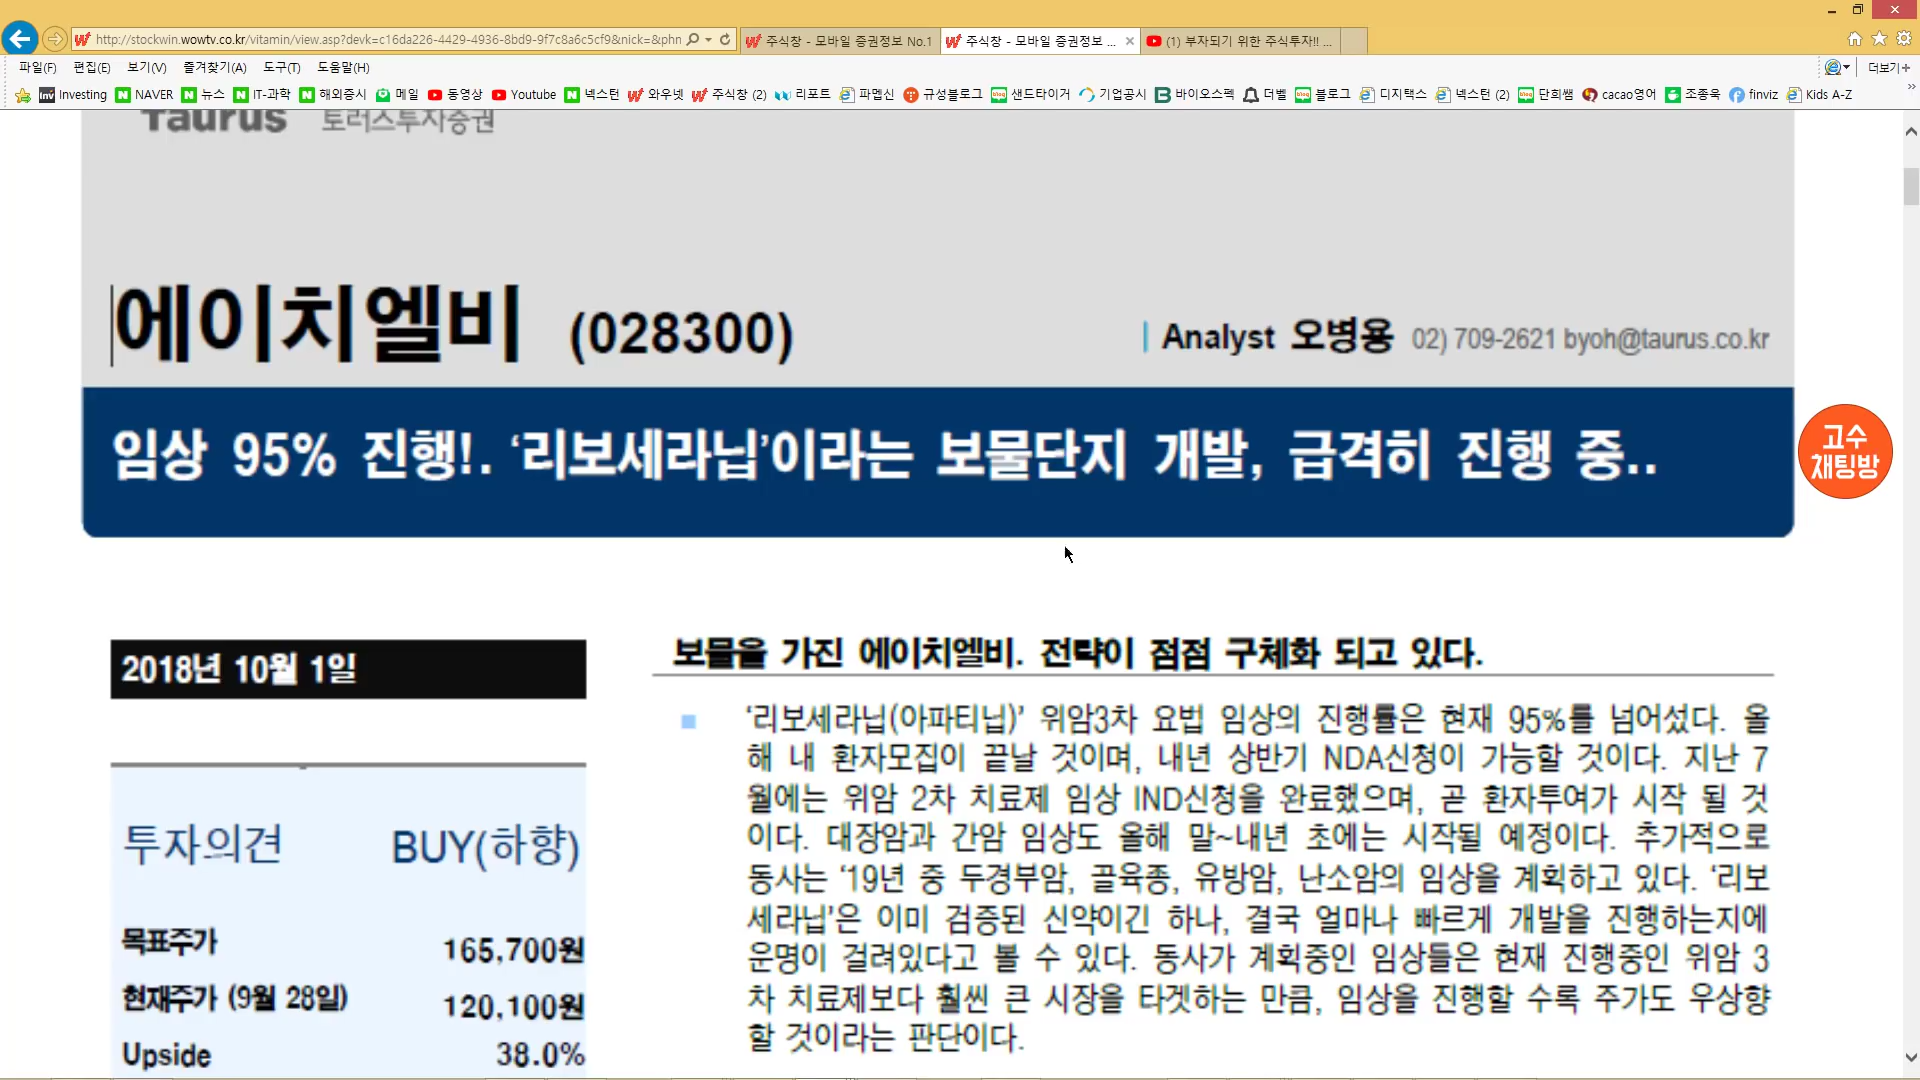 http://stockwin.wowtv.co.kr/vitamin/view.asp?devk=c16da226-4429-4936-8bd9-9f7c8a6c5cf9&nick=&phn
주식창 - 모바일 증권정보 No.1
주식창 - 모바일 증권정보 ...
(1) 부자되기 위한 주식투자!! ...
파일(F) 편집(E) 보기(V) 즐겨찾기(A) 도구(T) 도움말(H)
더보기
Investing NAVER 뉴스 IT-과학 해외증시 메일 동영상 Youtube 넥스턴 와우넷 주식창 (2) 리포트 파멥신 규성블로그 샌드타이거 기업공시 바이오스펙 더벨 블로그 디지택스 넥스턴 (2) 단희쌤 cacao영어 조종옥 finviz Kids A-Z
Taurus 토러스투자증권
에이치엘비 (028300)
Analyst 오병용 02) 709-2621 byoh@taurus.co.kr
임상 95% 진행!. ‘리보세라닙’이라는 보물단지 개발, 급격히 진행 중..
고수
채팅방
2018년 10월 1일
투자의견 BUY(하향)
목표주가 165,700원
현재주가 (9월 28일) 120,100원
Upside 38.0%
보물을 가진 에이치엘비. 전략이 점점 구체화 되고 있다.
‘리보세라닙(아파티닙)’ 위암3차 요법 임상의 진행률은 현재 95%를 넘어섰다. 올
해 내 환자모집이 끝날 것이며, 내년 상반기 NDA신청이 가능할 것이다. 지난 7
월에는 위암 2차 치료제 임상 IND신청을 완료했으며, 곧 환자투여가 시작 될 것
이다. 대장암과 간암 임상도 올해 말~내년 초에는 시작될 예정이다. 추가적으로
동사는 ‘19년 중 두경부암, 골육종, 유방암, 난소암의 임상을 계획하고 있다. ‘리보
세라닙’은 이미 검증된 신약이긴 하나, 결국 얼마나 빠르게 개발을 진행하는지에
운명이 걸려있다고 볼 수 있다. 동사가 계획중인 임상들은 현재 진행중인 위암 3
차 치료제보다 훨씬 큰 시장을 타겟하는 만큼, 임상을 진행할 수록 주가도 우상향
할 것이라는 판단이다.